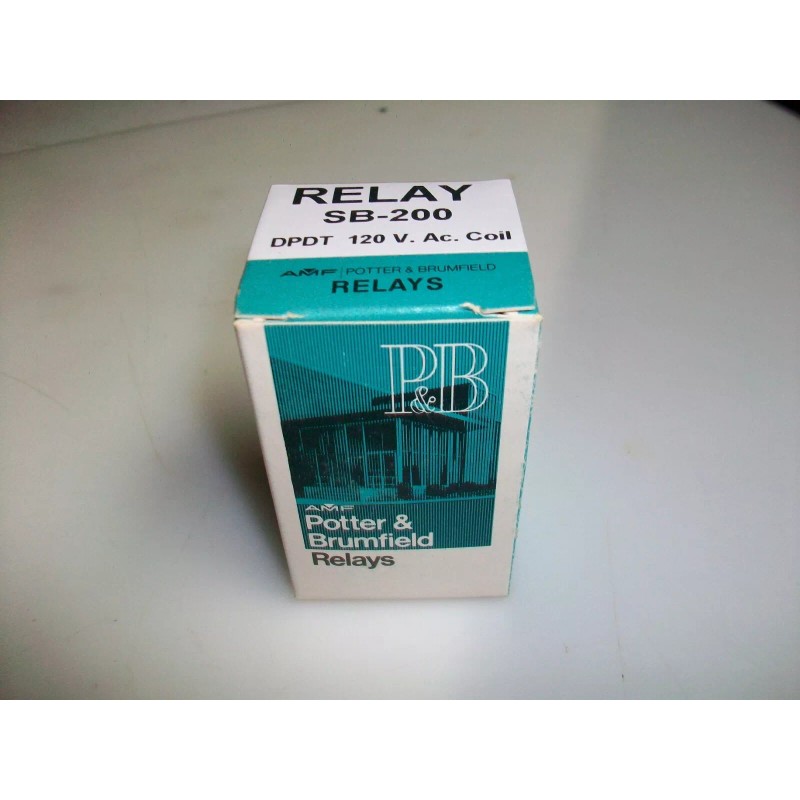 RELAY
SB-200
DPDT 120 V. Ac. Coil
AMF | POTTER & BRUMFIELD
RELAYS
P&B
AMF
Potter &
Brumfield
Relays